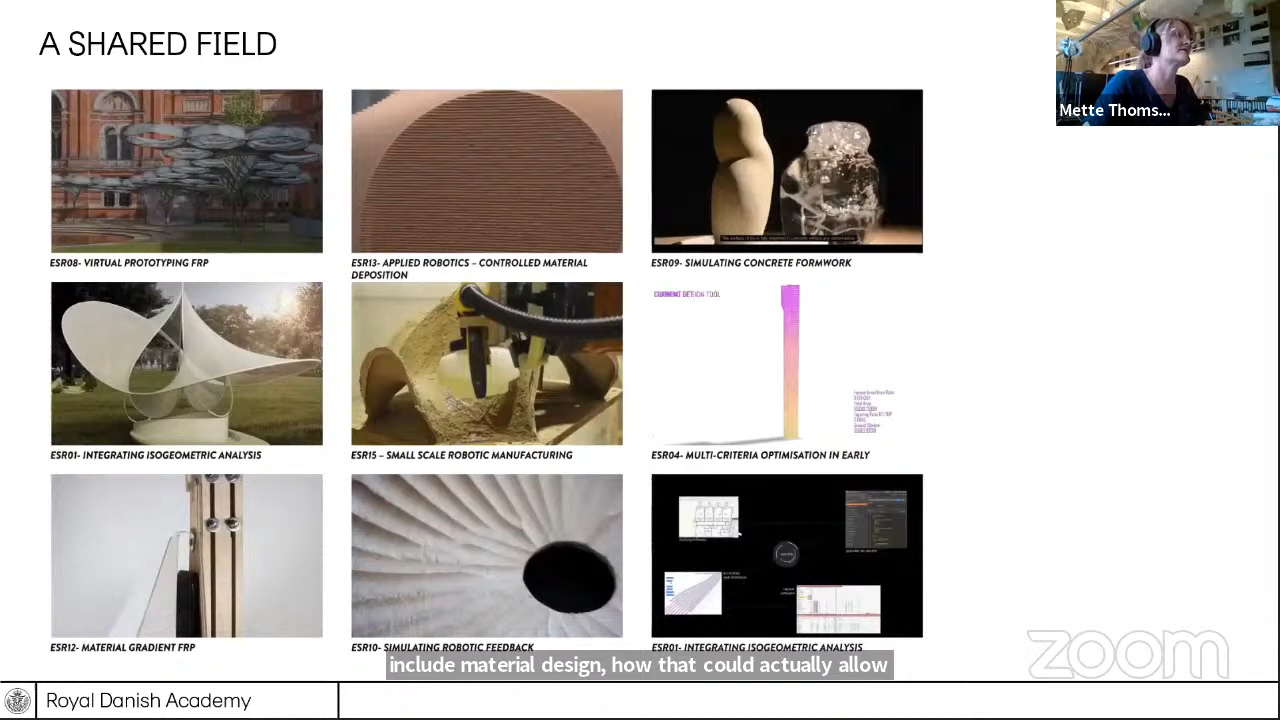 A SHARED FIELD
Mette Thoms...
ESR08- VIRTUAL PROTOTYPING FRP
ESR13- APPLIED ROBOTICS – CONTROLLED MATERIAL
DEPOSITION
ESR09- SIMULATING CONCRETE FORMWORK
ESR01- INTEGRATING ISOGEOMETRIC ANALYSIS
ESR15 – SMALL SCALE ROBOTIC MANUFACTURING
ESR04- MULTI-CRITERIA OPTIMISATION IN EARLY
ESR12- MATERIAL GRADIENT FRP
ESR10- SIMULATING ROBOTIC FEEDBACK
ESR01- INTEGRATING ISOGEOMETRIC ANALYSIS
include material design, how that could actually allow
zoom
Royal Danish Academy